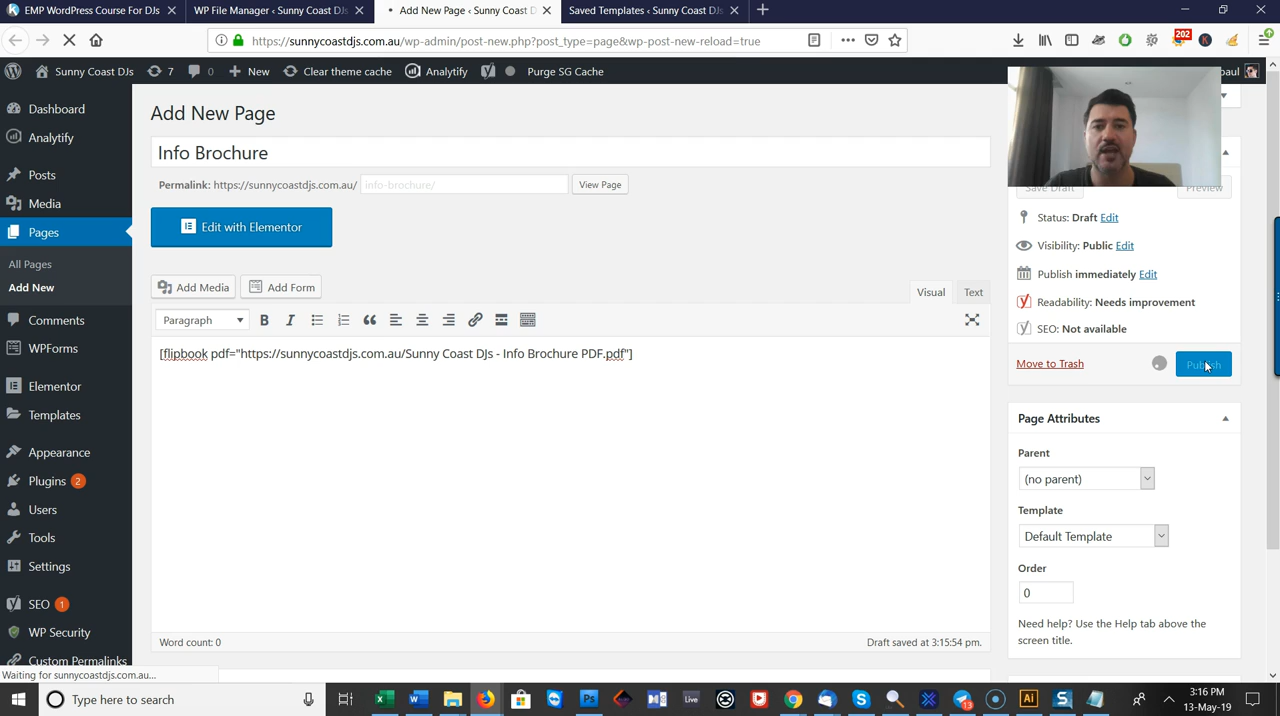 EMP WordPress Course For DJs
WP File Manager ‹ Sunny Coast DJs
Add New Page ‹ Sunny Coast D
Saved Templates ‹ Sunny Coast DJs
https://sunnycoastdjs.com.au/wp-admin/post-new.php?post_type=page&wp-post-new-reload=true
202
Sunny Coast DJs
7
0
New
Clear theme cache
Analytify
Purge SG Cache
paul
Dashboard
Analytify
Posts
Media
Pages
All Pages
Add New
Comments
WPForms
Elementor
Templates
Appearance
Plugins 2
Users
Tools
Settings
SEO 1
WP Security
Custom Permalinks
Add New Page
Info Brochure
Permalink: https://sunnycoastdjs.com.au/ info-brochure/ View Page
Edit with Elementor
Add Media
Add Form
Visual
Text
Paragraph
[flipbook pdf="https://sunnycoastdjs.com.au/Sunny Coast DJs - Info Brochure PDF.pdf"]
Word count: 0
Draft saved at 3:15:54 pm.
Save Draft
Preview
Status: Draft Edit
Visibility: Public Edit
Publish immediately Edit
Readability: Needs improvement
SEO: Not available
Move to Trash
Publish
Page Attributes
Parent
(no parent)
Template
Default Template
Order
0
Need help? Use the Help tab above the
screen title.
Waiting for sunnycoastdjs.com.au...
Type here to search
Live
Ps
13
Ai
3:16 PM
13-May-19